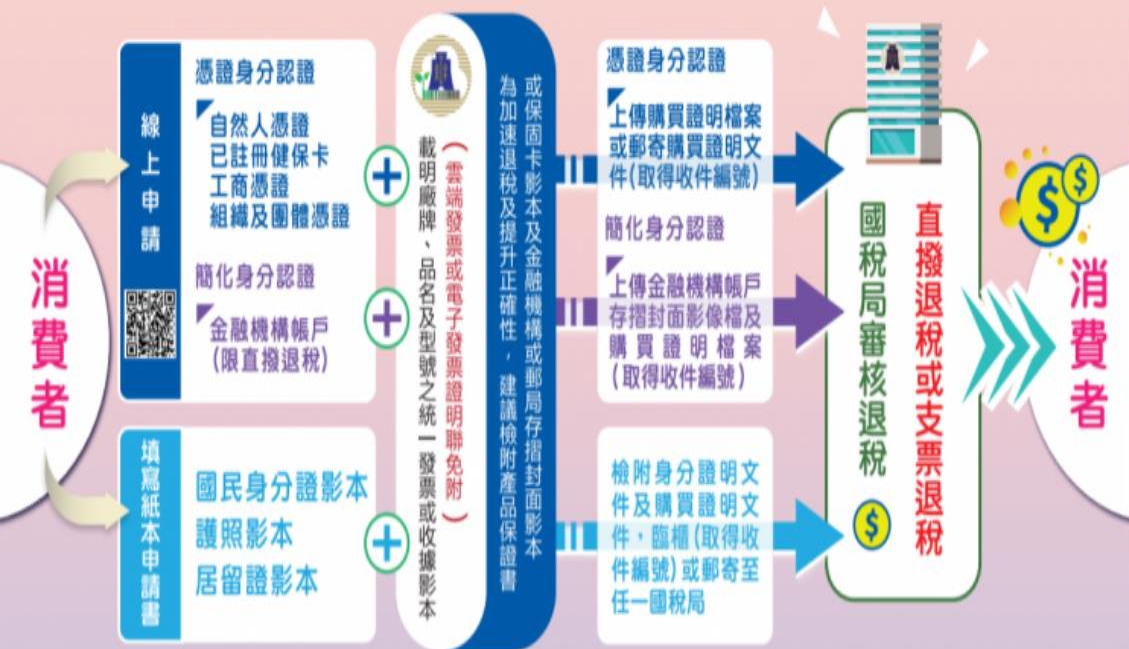 消費者
線上申請
憑證身分認證
自然人憑證
已註冊健保卡
工商憑證
組織及團體憑證
簡化身分認證
金融機構帳戶
(限直撥退稅)
填寫紙本申請書
國民身分證影本
護照影本
居留證影本
載明廠牌、品名及型號之統一發票或收據影本
(雲端發票或電子發票證明聯免附)
為加速退稅及提升正確性，建議檢附產品保證書
或保固卡影本及金融機構或郵局存摺封面影本
憑證身分認證
上傳購買證明檔案
或郵寄購買證明文
件(取得收件編號)
簡化身分認證
上傳金融機構帳戶
存摺封面影像檔及
購買證明檔案
(取得收件編號)
檢附身分證明文
件及購買證明文
件，臨櫃(取得收
件編號)或郵寄至
任一國稅局
國稅局審核退稅
直撥退稅或支票退稅
消費者